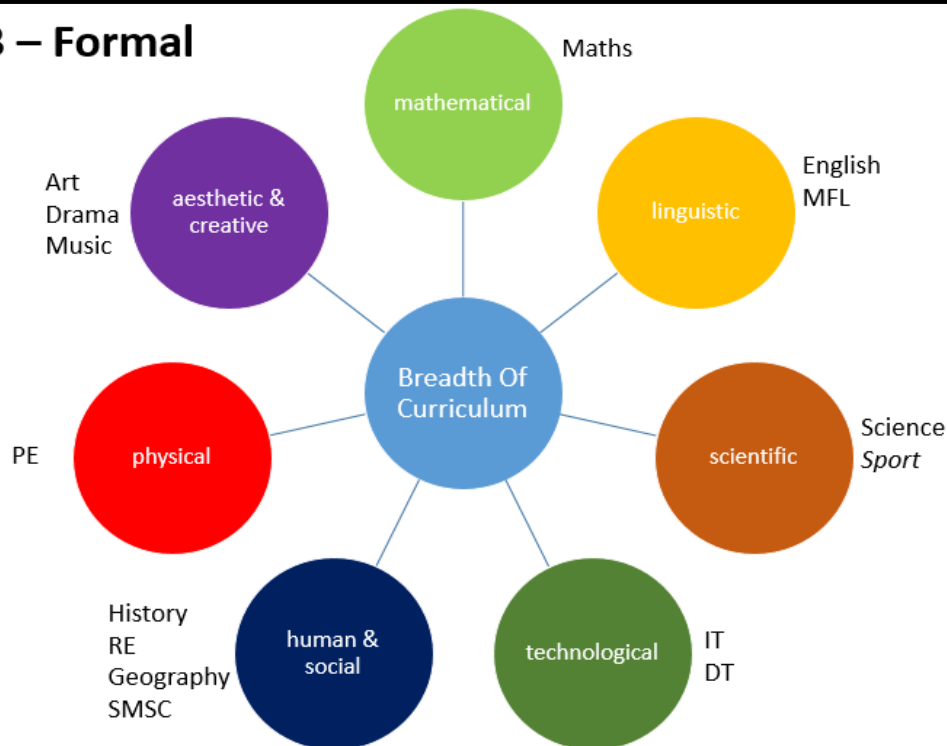 – Formal
Maths
mathematical
English
MFL
linguistic
Art
Drama
Music
aesthetic &
creative
Breadth Of
Curriculum
Science
Sport
scientific
PE
physical
History
RE
Geography
SMSC
human &
social
technological
IT
DT